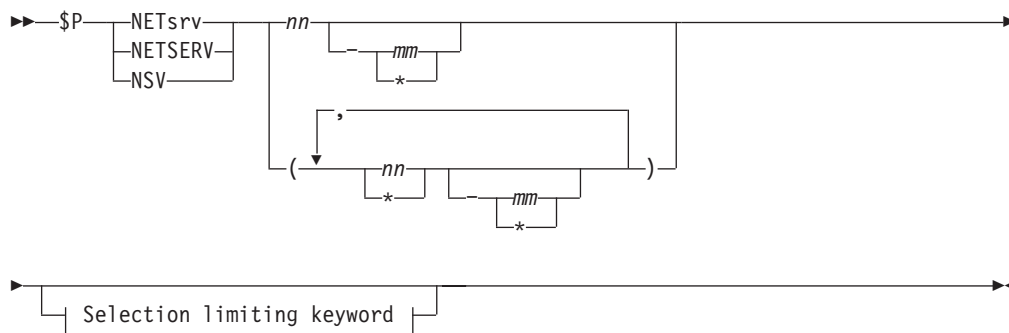 $P NETsrv nn - mm
NETSERV *
NSV
,
( nn - mm )
* *
Selection limiting keyword